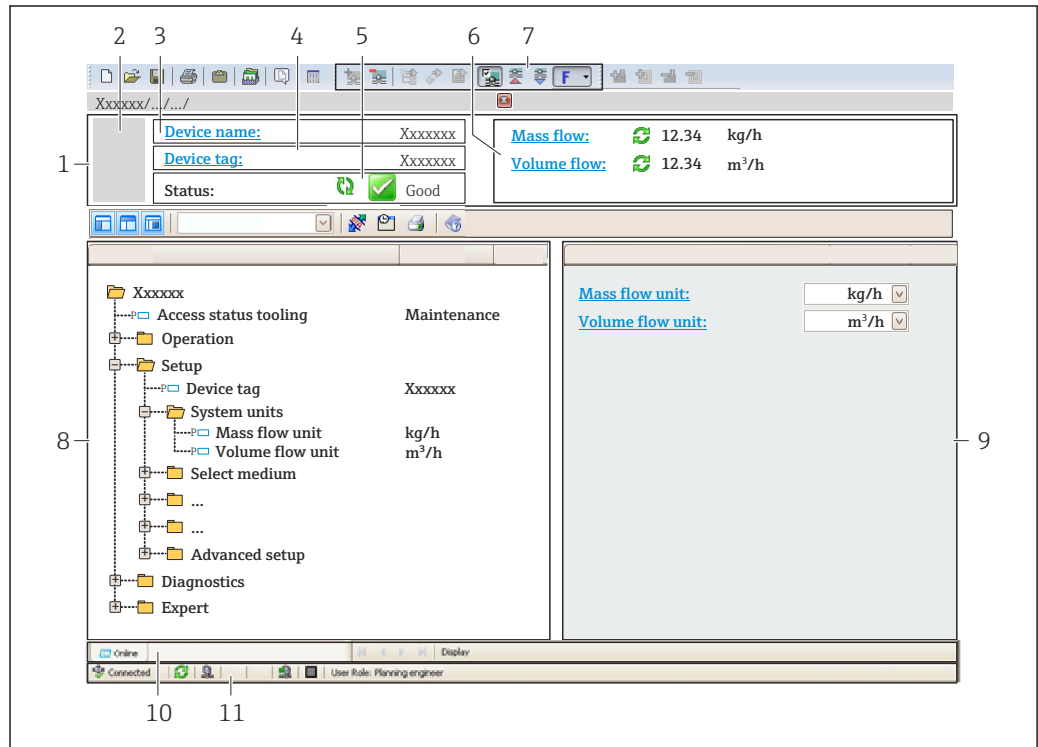 2 3 4 5 6 7
F
Xxxxxx/.../.../
1
Device name: Xxxxxxx
Device tag: Xxxxxxx
Status: Good
Mass flow: 12.34 kg/h
Volume flow: 12.34 m³/h
Xxxxxx
P Access status tooling Maintenance
Operation
Setup
P Device tag Xxxxxx
System units
P Mass flow unit kg/h
P Volume flow unit m³/h
Select medium
...
...
Advanced setup
Diagnostics
Expert
Mass flow unit: kg/h
Volume flow unit: m³/h
8
9
Online Display
Connected User Role: Planning engineer
10 11